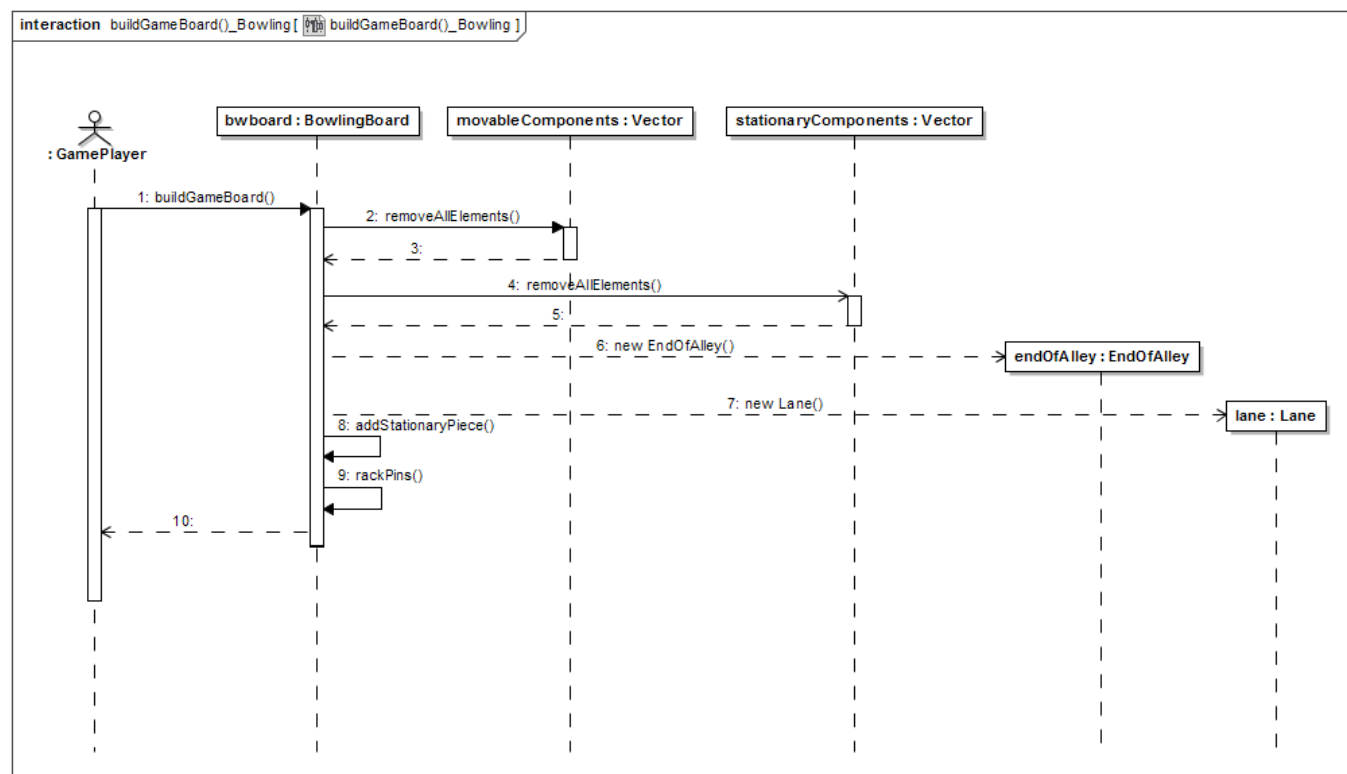 interaction buildGameBoard()_Bowling [ buildGameBoard()_Bowling ]
: GamePlayer
bwboard : BowlingBoard
movableComponents : Vector
stationaryComponents : Vector
1: buildGameBoard()
2: removeAllElements()
3:
4: removeAllElements()
5:
6: new EndOfAlley()
endOfAlley : EndOfAlley
7: new Lane()
lane : Lane
8: addStationaryPiece()
9: rackPins()
10: